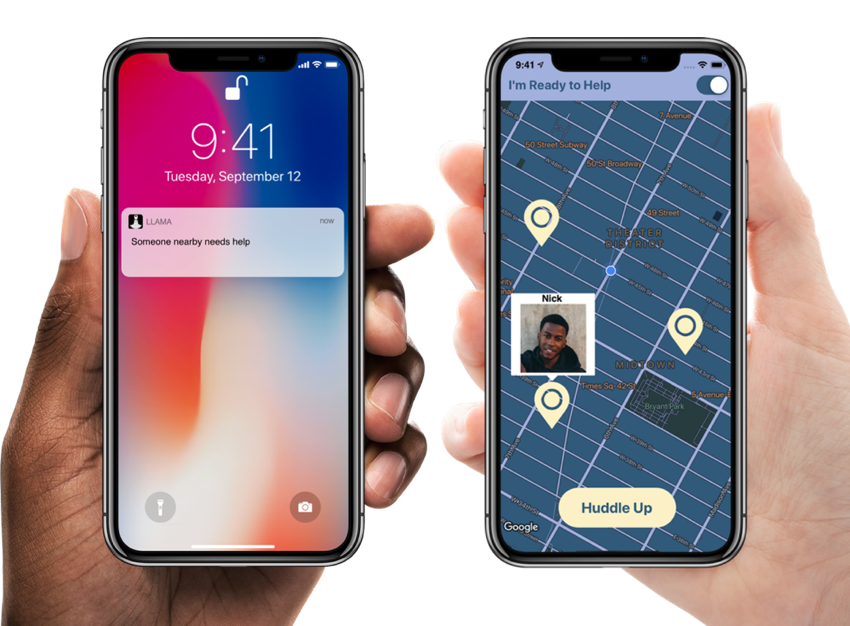 9:41
Tuesday, September 12
LLAMA
now
Someone nearby needs help
9:41
I'm Ready to Help
7 Avenue
50 Street Subway
50 St Broadway
49 Street
THEATER
DISTRICT
Nick
MIDTOWN
Times Sq-42 St
Bryant Park
5 Avenue
Huddle Up
Google